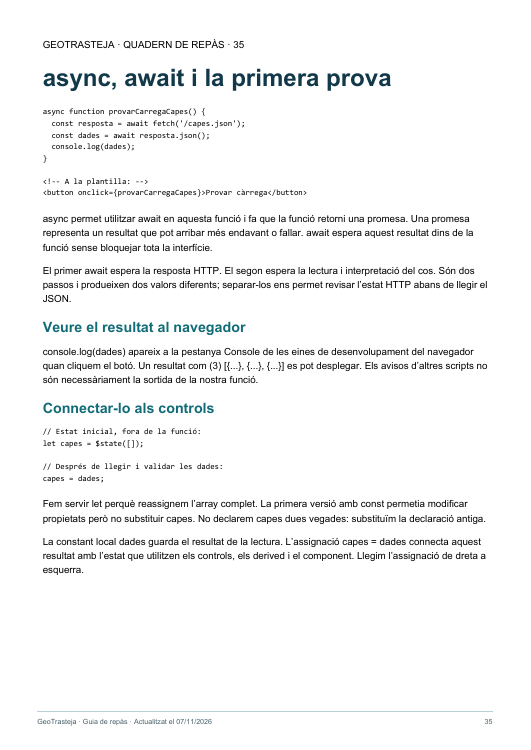 GEOTRASTEJA · QUADERN DE REPÀS · 35
async, await i la primera prova
async function provarCarregaCapes() {
  const resposta = await fetch('/capes.json');
  const dades = await resposta.json();
  console.log(dades);
}
<!-- A la plantilla: -->
<button onclick={provarCarregaCapes}>Provar càrrega</button>
async permet utilitzar await en aquesta funció i fa que la funció retorni una promesa. Una promesa
representa un resultat que pot arribar més endavant o fallar. await espera aquest resultat dins de la
funció sense bloquejar tota la interfície.
El primer await espera la resposta HTTP. El segon espera la lectura i interpretació del cos. Són dos
passos i produeixen dos valors diferents; separar-los ens permet revisar l'estat HTTP abans de llegir el
JSON.
Veure el resultat al navegador
console.log(dades) apareix a la pestanya Console de les eines de desenvolupament del navegador
quan cliquem el botó. Un resultat com (3) [{...}, {...}, {...}] es pot desplegar. Els avisos d'altres scripts no
són necessàriament la sortida de la nostra funció.
Connectar-lo als controls
// Estat inicial, fora de la funció:
let capes = $state([]);
// Després de llegir i validar les dades:
capes = dades;
Fem servir let perquè reassignem l'array complet. La primera versió amb const permetia modificar
propietats però no substituir capes. No declarem capes dues vegades: substituïm la declaració antiga.
La constant local dades guarda el resultat de la lectura. L'assignació capes = dades connecta aquest
resultat amb l'estat que utilitzen els controls, els derived i el component. Llegim l'assignació de dreta a
esquerra.
GeoTrasteja · Guia de repàs · Actualitzat el 07/11/2026
35